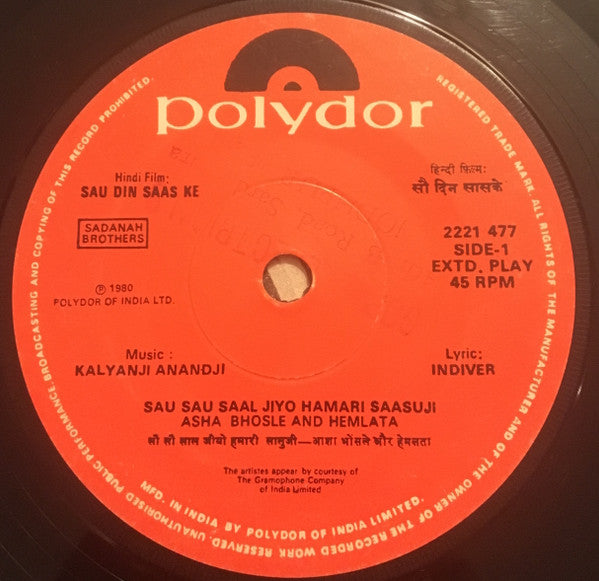 polydor
Hindi Film:
SAU DIN SAAS KE
हिन्दी फ़िल्म:
सौ दिन सासके
SADANAH
BROTHERS
2221 477
SIDE-1
EXTD. PLAY
45 RPM
Ⓟ 1980
POLYDOR OF INDIA LTD.
Music :
KALYANJI ANANDJI
Lyric:
INDIVER
SAU SAU SAAL JIYO HAMARI SAASUJI
ASHA BHOSLE AND HEMLATA
सौ सौ साल जीयो हमारी सासुजी—आशा भोंसले और हेमलता
The artistes appear by courtesy of
The Gramophone Company
of India Limited
MFD. IN INDIA BY POLYDOR OF INDIA LIMITED.
REGISTERED TRADE MARK. ALL RIGHTS OF THE MANUFACTURER AND OF THE OWNER OF THE RECORDED WORK RESERVED. UNAUTHORISED PUBLIC PERFORMANCE BROADCASTING AND COPYING OF THIS RECORD PROHIBITED.